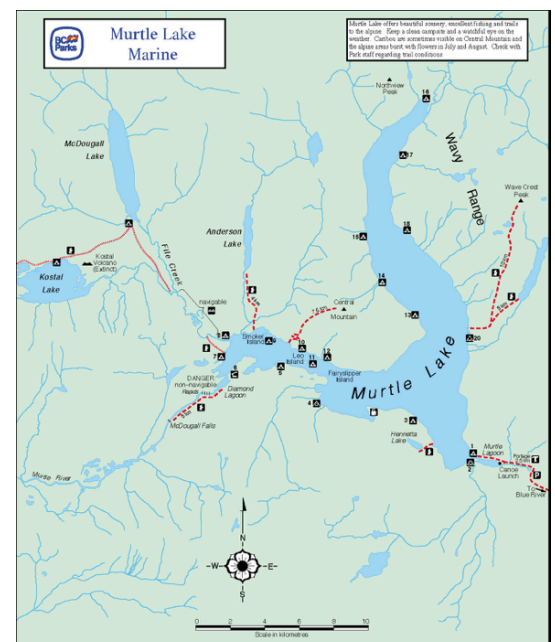 BC
Parks
Murtle Lake
Marine
Murtle Lake offers beautiful scenery, excellent fishing and trails
to the alpine. Keep a clean campsite and a watchful eye on the
weather. Caribou are sometimes visible on Central Mountain and
the alpine areas burst with flowers in July and August. Check with
Park staff regarding trail conditions
Northview
Peak
16
Wavy
Range
17
McDougall
Lake
Wave Crest
Peak
Anderson
Lake
18
15
File Creek
Kostal
Volcano
(Extinct)
Kostal
Lake
14
navigable
Central
Mountain
13
20
8
Stricker
Island
9
10
Leo
Island
11
12
7
6
5
Fairyslipper
Island
Murtle Lake
DANGER
non-navigable
Rapids
Diamond
Lagoon
4
3
McDougall Falls
Henrietta
Lake
1
2
Murtle
Lagoon
Portage
Canoe
Launch
P
To
Blue River
Murtle River
N
W
E
S
0
2
4
6
8
10
Scale in kilometres